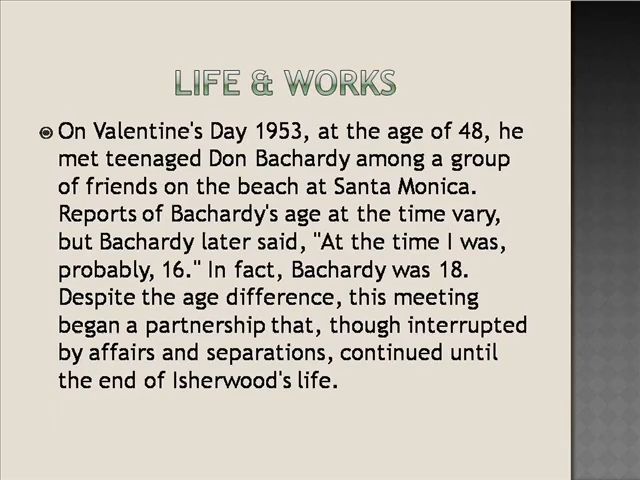 LIFE & WORKS
On Valentine's Day 1953, at the age of 48, he
met teenaged Don Bachardy among a group
of friends on the beach at Santa Monica.
Reports of Bachardy's age at the time vary,
but Bachardy later said, "At the time I was,
probably, 16." In fact, Bachardy was 18.
Despite the age difference, this meeting
began a partnership that, though interrupted
by affairs and separations, continued until
the end of Isherwood's life.